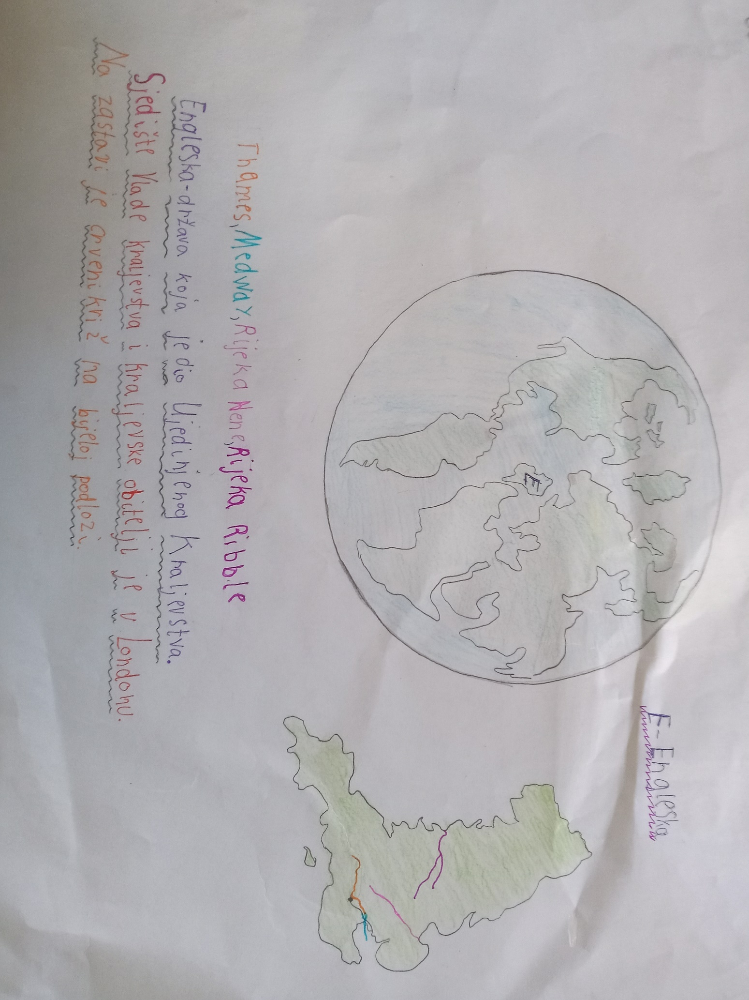 E-Engleska
E
Thames, Medway, Rijeka Nene, Rijeka Ribble
Engleska-država koja je dio Ujedinjenog Kraljevstva.
Sjedište Vlade kraljevstva i kraljevske obitelji je u Londonu.
Na zastavi je crveni križ na bijeloj podlozi.